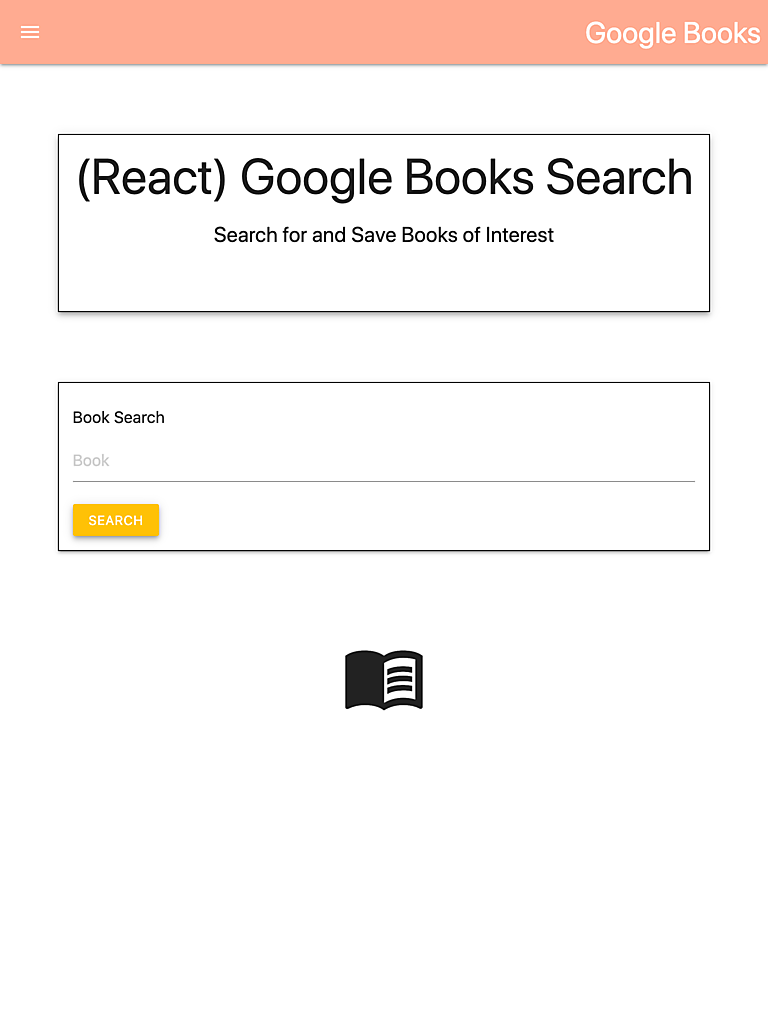 Google Books
(React) Google Books Search
Search for and Save Books of Interest
Book Search
Book
SEARCH